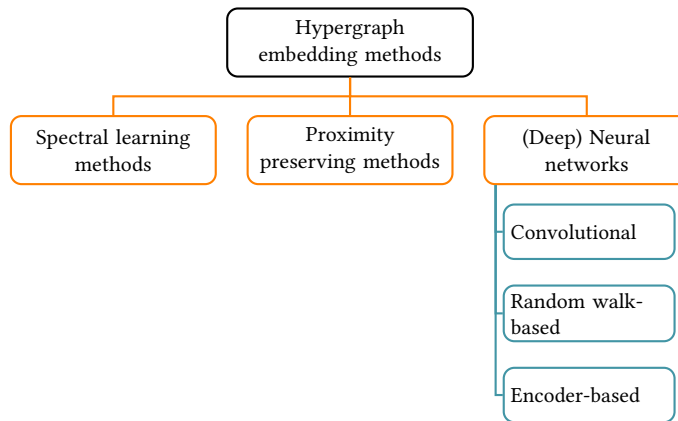 Hypergraph
embedding methods
Spectral learning
methods
Proximity
preserving methods
(Deep) Neural
networks
Convolutional
Random walk-
based
Encoder-based